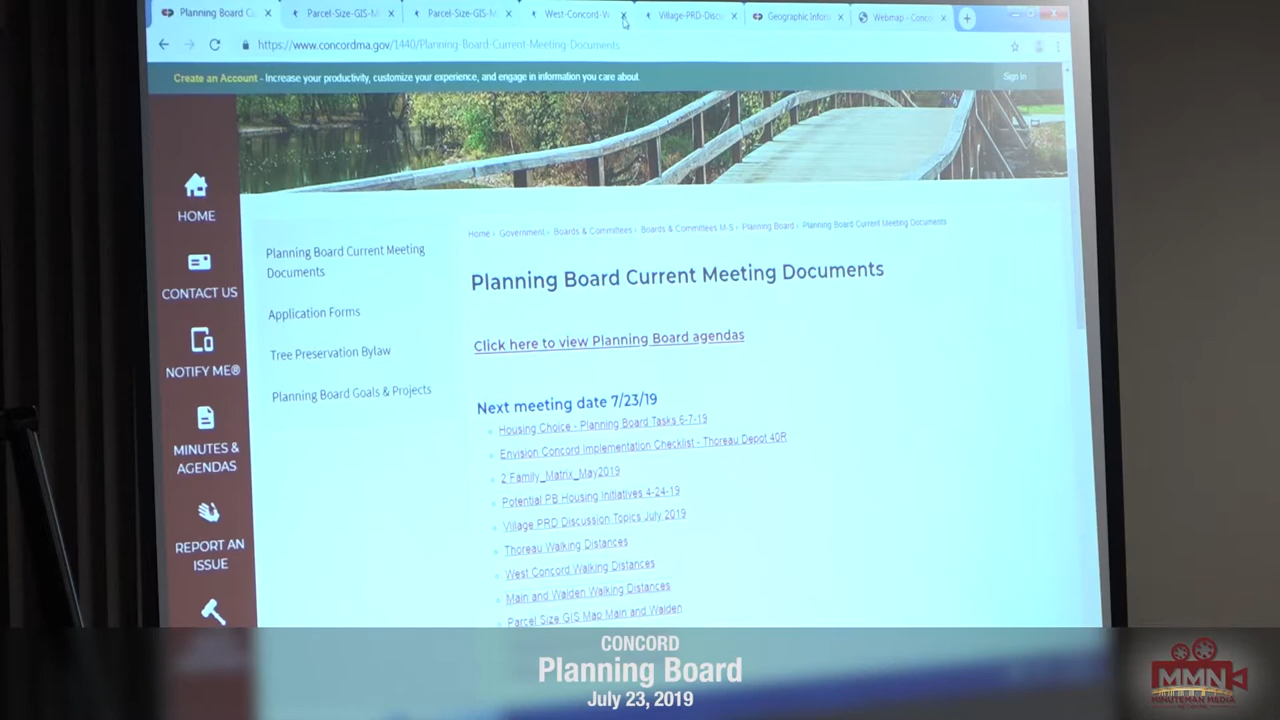 Planning Board C
Parcel-Size-GIS-M
Parcel-Size-GIS-M
West-Concord-W
Village-PRD-Disc
Geographic Infor
Webmap - Conco
https://www.concordma.gov/1440/Planning-Board-Current-Meeting-Documents
Create an Account - Increase your productivity, customize your experience, and engage in information you care about.
Sign In
HOME
CONTACT US
NOTIFY ME®
MINUTES &
AGENDAS
REPORT AN
ISSUE
Planning Board Current Meeting
Documents
Application Forms
Tree Preservation Bylaw
Planning Board Goals & Projects
Home › Government › Boards & Committees › Boards & Committees M-S › Planning Board › Planning Board Current Meeting Documents
Planning Board Current Meeting Documents
Click here to view Planning Board agendas
Next meeting date 7/23/19
Housing Choice - Planning Board Tasks 6-7-19
Envision Concord Implementation Checklist - Thoreau Depot 40R
2 Family_Matrix_May2019
Potential PB Housing Initiatives 4-24-19
Village PRD Discussion Topics July 2019
Thoreau Walking Distances
West Concord Walking Distances
Main and Walden Walking Distances
Parcel Size GIS Map Main and Walden
CONCORD
Planning Board
July 23, 2019
MMN
MINUTEMAN MEDIA